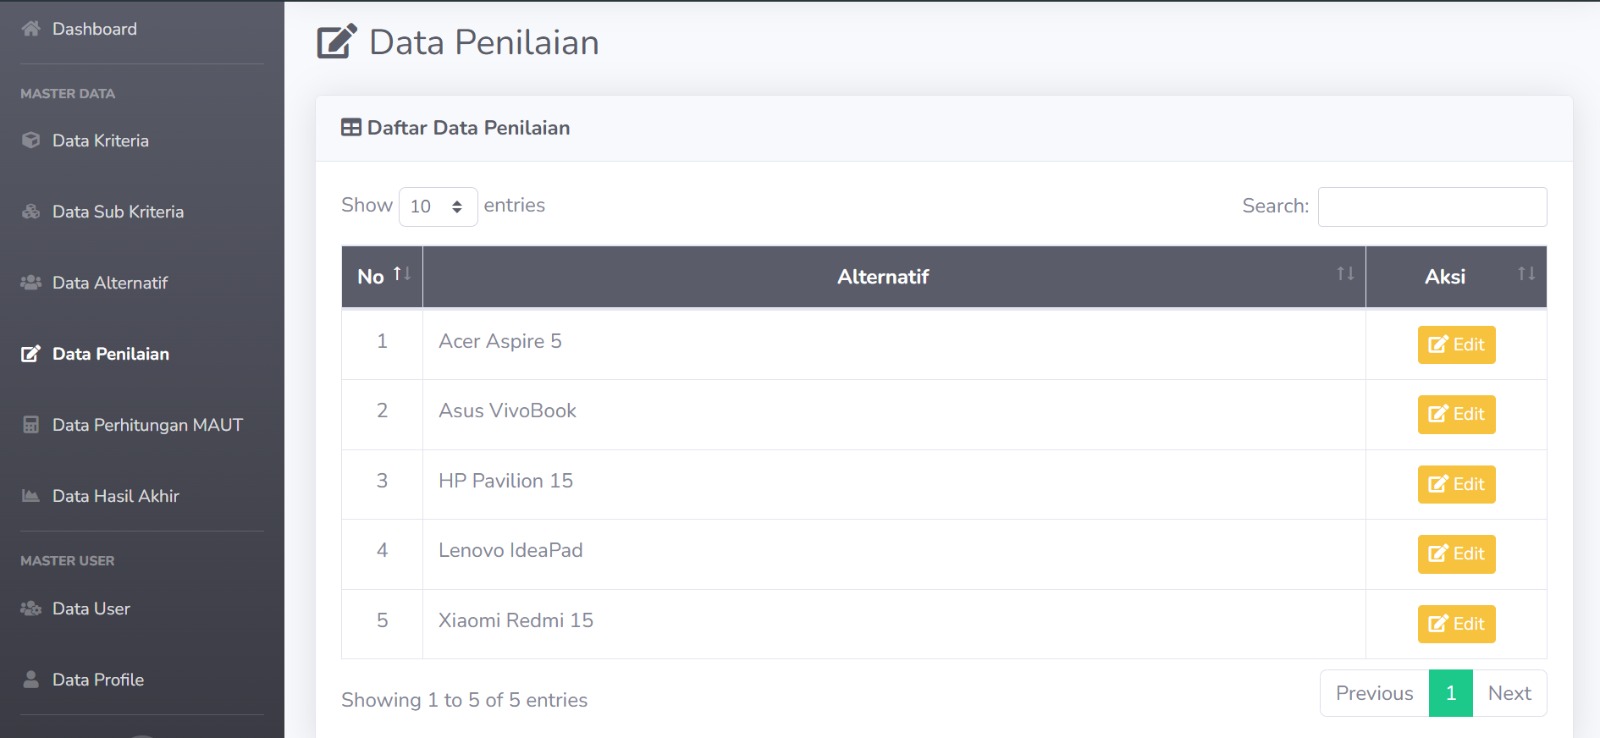 Dashboard
MASTER DATA
Data Kriteria
Data Sub Kriteria
Data Alternatif
Data Penilaian
Data Perhitungan MAUT
Data Hasil Akhir
MASTER USER
Data User
Data Profile
Data Penilaian
Daftar Data Penilaian
Show 10 entries Search:
No Alternatif Aksi
1 Acer Aspire 5 Edit
2 Asus VivoBook Edit
3 HP Pavilion 15 Edit
4 Lenovo IdeaPad Edit
5 Xiaomi Redmi 15 Edit
Showing 1 to 5 of 5 entries Previous 1 Next